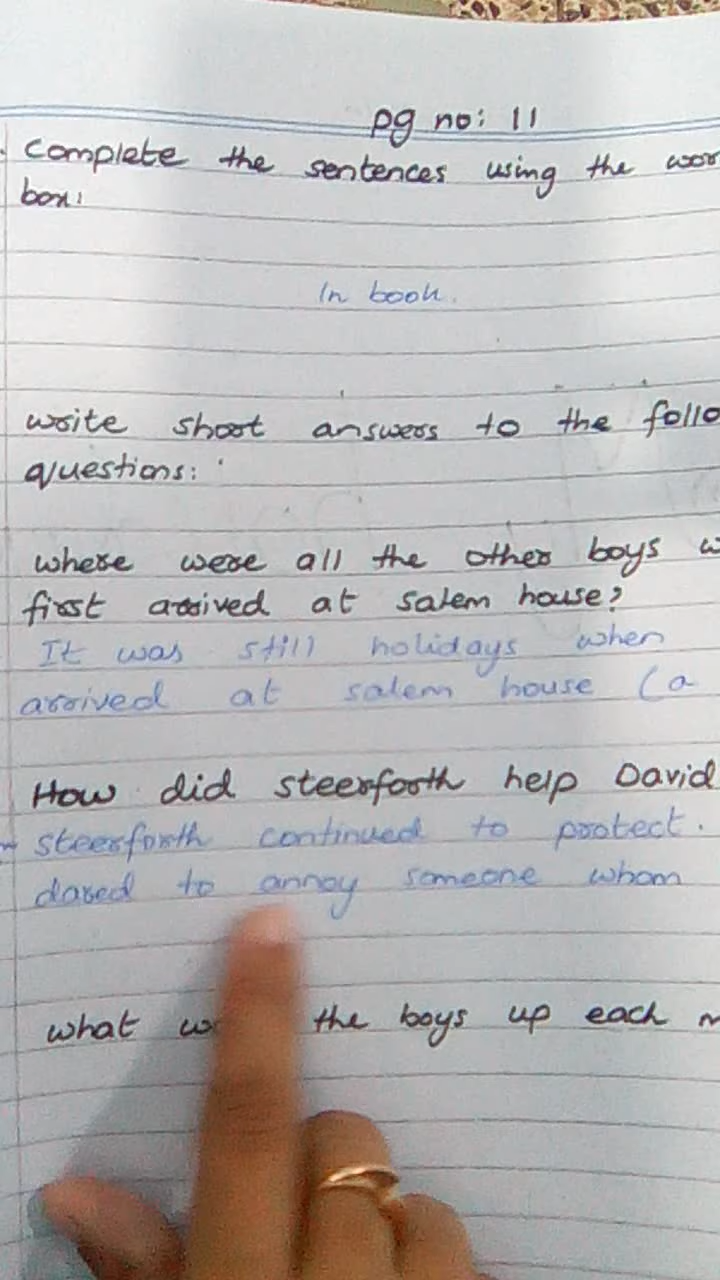 pg no: 11
complete the sentences using the
box:
In book.
write short answers to the
questions:
where were all the other boys
first arrived at salem house?
It was still holidays when
arrived at salem house (a
How did steerforth help David
steerforth continued to protect.
dared to annoy someone whom
what the boys up each